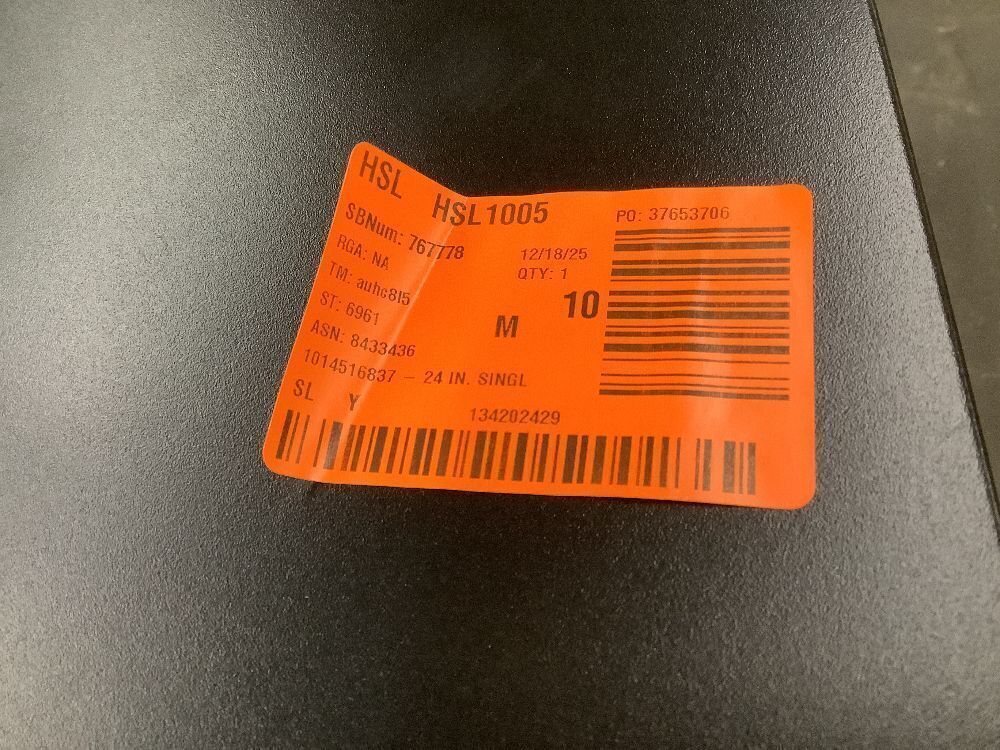 HSL HSL1005
PO: 37653706
SBNum: 767778
12/18/25
RGA: NA
QTY: 1
TM: auhc8l5
10
ST: 6961
M
ASN: 8433436
1014516837 - 24 IN. SINGL
SL Y
134202429